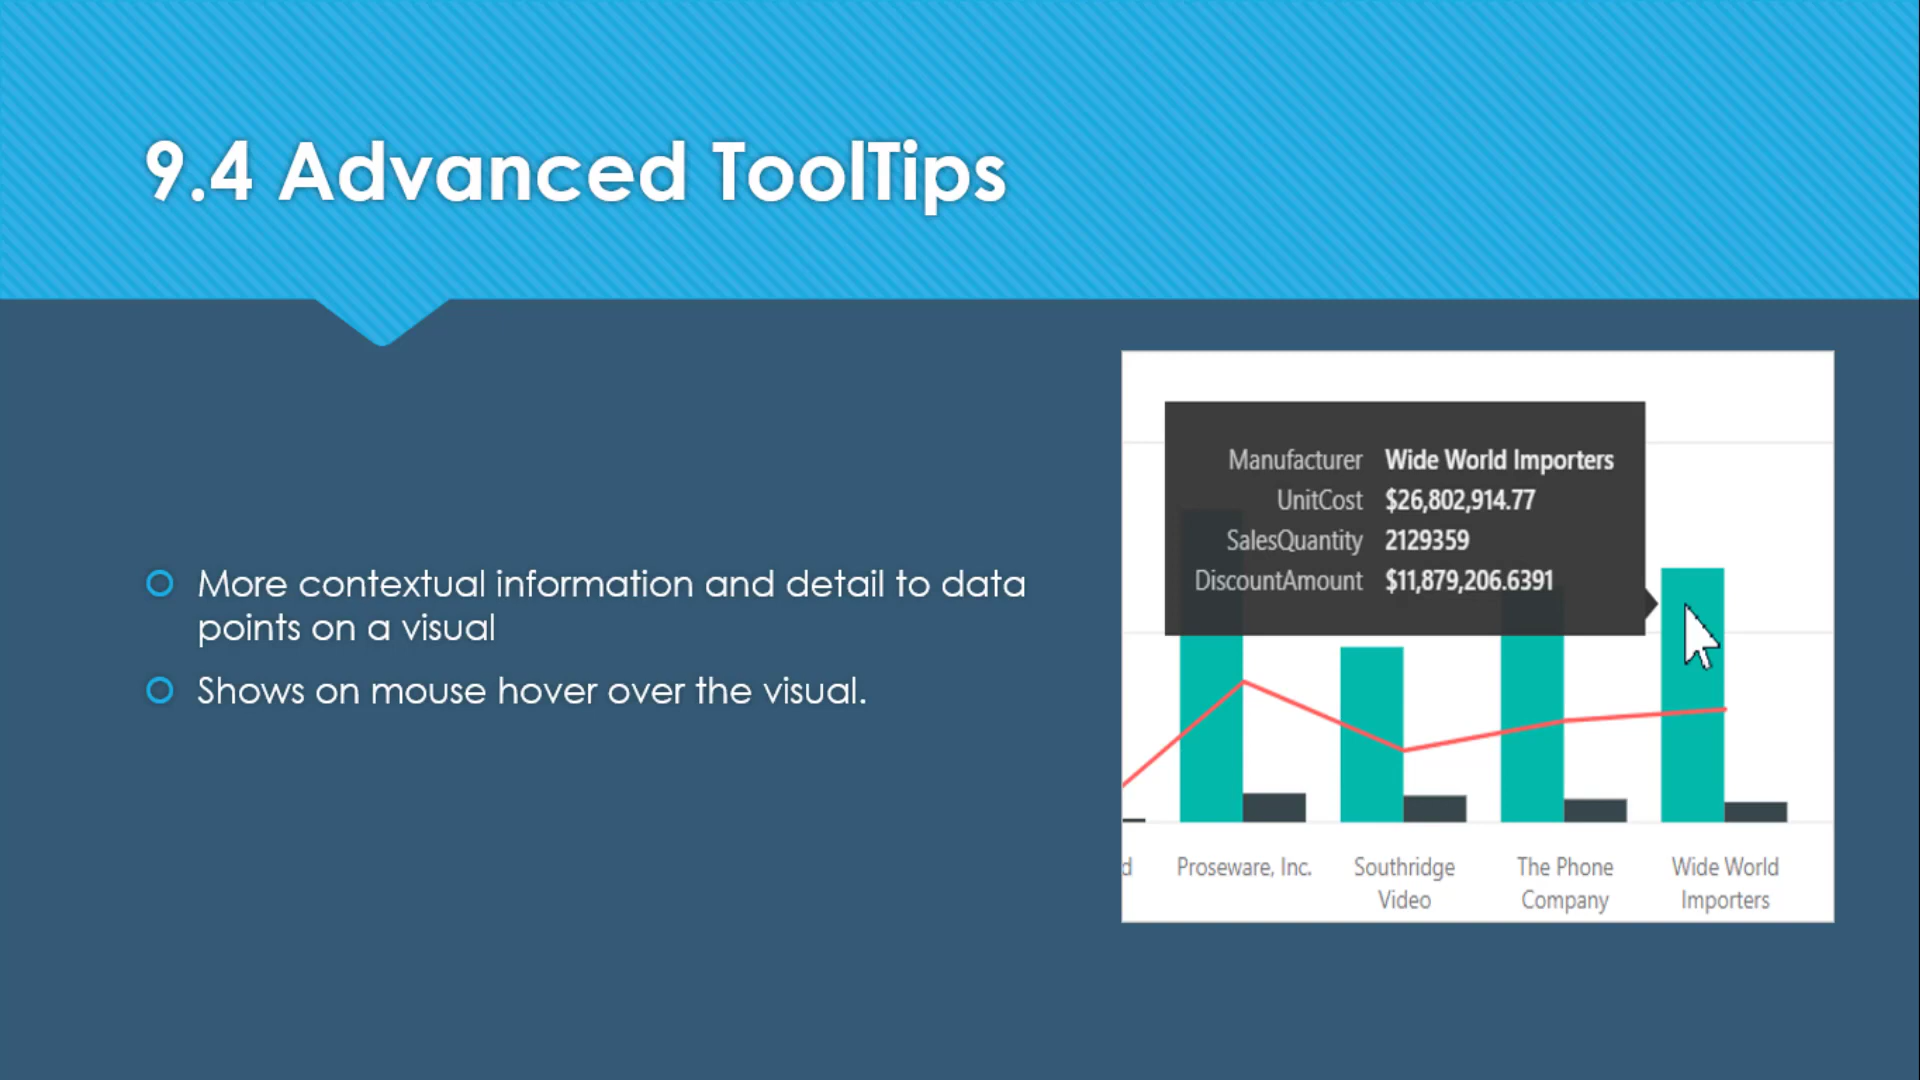 9.4 Advanced ToolTips
More contextual information and detail to data
points on a visual
Shows on mouse hover over the visual.
Manufacturer Wide World Importers
UnitCost $26,802,914.77
SalesQuantity 2129359
DiscountAmount $11,879,206.6391
d Proseware, Inc. Southridge The Phone Wide World
Video Company Importers